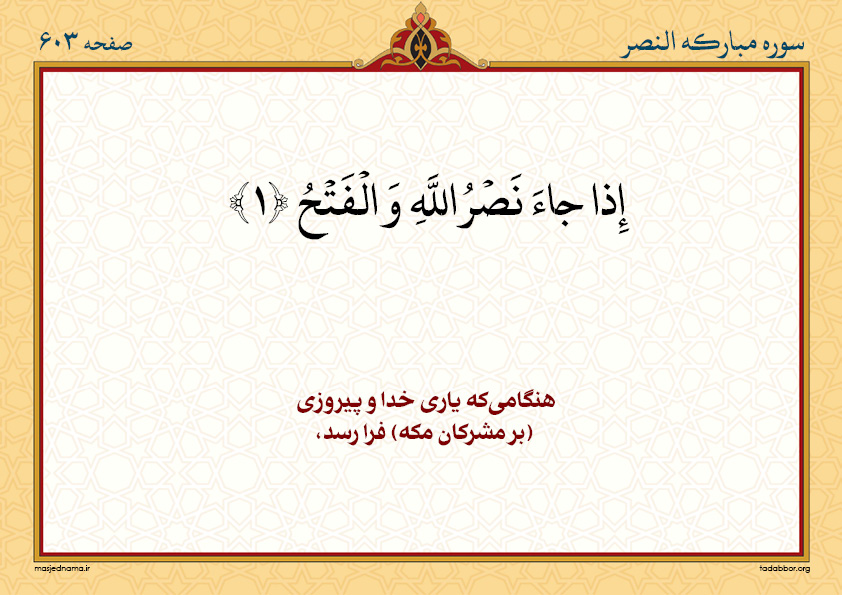 سوره مبارکه النصر
صفحه ۶۰۳
إِذا جاءَ نَصْرُ اللَّهِ وَ الْفَتْحُ ﴿۱﴾
هنگامی‌که یاری خدا و پیروزی
(بر مشرکان مکه) فرا رسد،
masjednama.ir
tadabbor.org